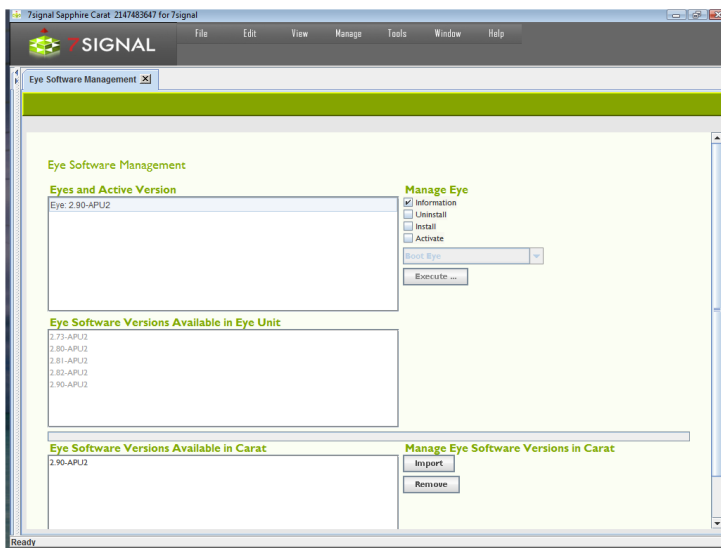 7signal Sapphire Carat 2147483647 for 7signal
7SIGNAL
File Edit View Manage Tools Window Help
Eye Software Management
Eye Software Management
Eyes and Active Version
Eye: 2.90-APU2
Manage Eye
Information
Uninstall
Install
Activate
Boot Eye
Execute ...
Eye Software Versions Available in Eye Unit
2.73-APU2
2.80-APU2
2.81-APU2
2.82-APU2
2.90-APU2
Eye Software Versions Available in Carat
2.90-APU2
Manage Eye Software Versions in Carat
Import
Remove
Ready